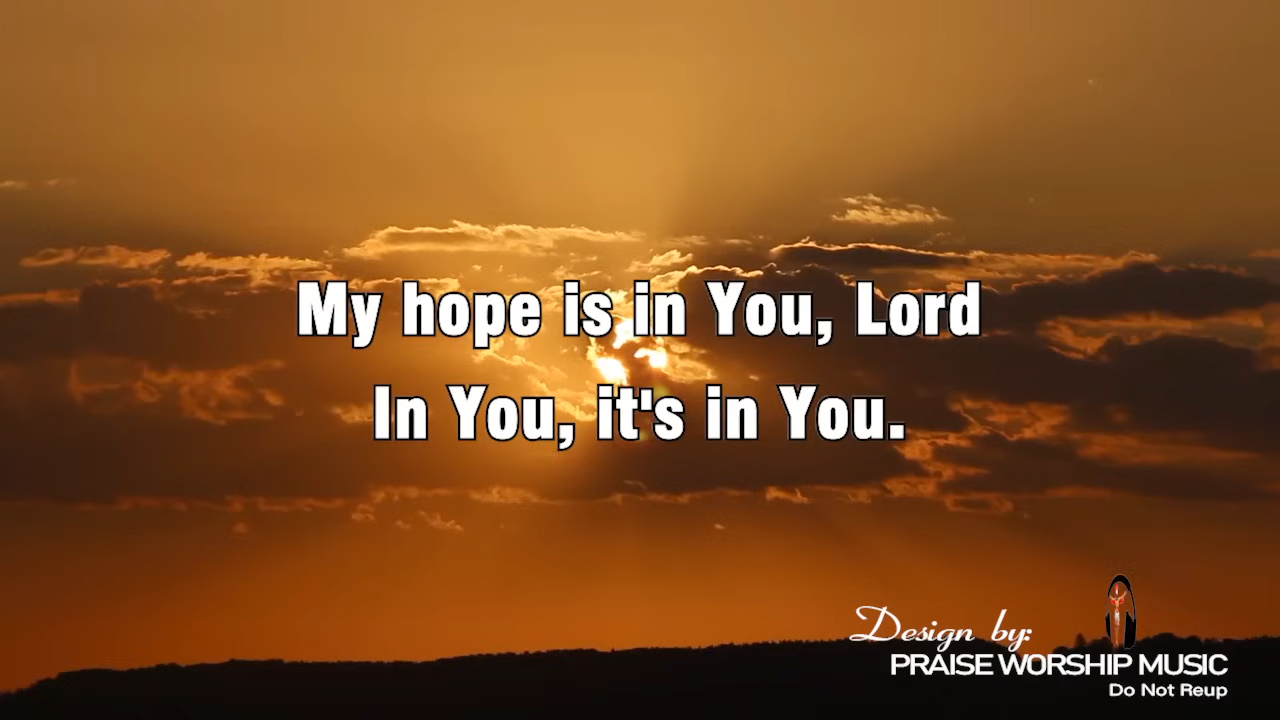 My hope is in You, Lord
In You, it's in You.
Design by:
PRAISE WORSHIP MUSIC
Do Not Reup